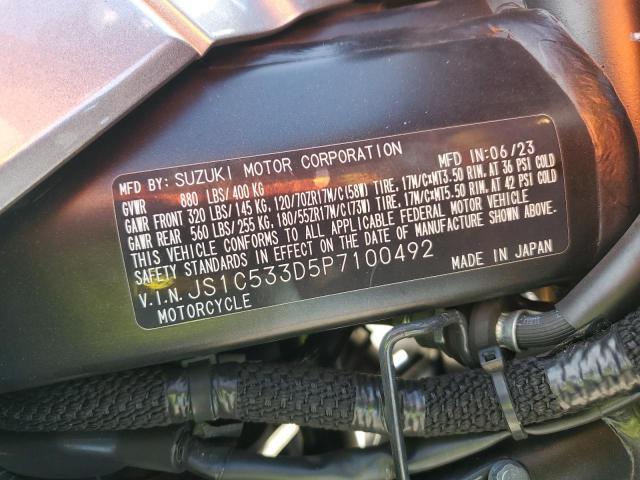 MFD BY: SUZUKI MOTOR CORPORATION MFD IN:06/23
GVWR 880 LBS/400 KG
GAWR FRONT 320 LBS/145 KG, 120/70ZR17M/C(58W) TIRE, 17M/C×MT3.50 RIM, AT 36 PSI COLD
GAWR REAR 560 LBS/255 KG, 180/55ZR17M/C(73W) TIRE, 17M/C×MT5.50 RIM, AT 42 PSI COLD
THIS VEHICLE CONFORMS TO ALL APPLICABLE FEDERAL MOTOR VEHICLE
SAFETY STANDARDS IN EFFECT ON THE DATE OF MANUFACTURE SHOWN ABOVE.
V.I.N. JS1C533D5P7100492 MADE IN JAPAN
MOTORCYCLE